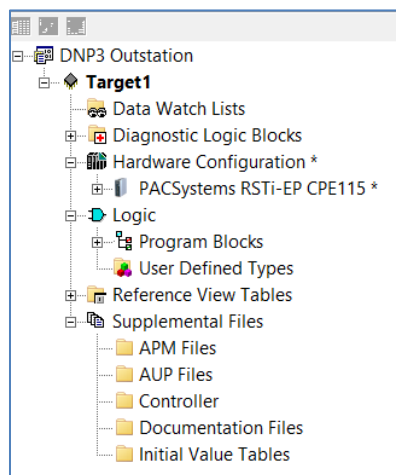 DNP3 Outstation
Target1
Data Watch Lists
Diagnostic Logic Blocks
Hardware Configuration *
PACSystems RSTi-EP CPE115 *
Logic
Program Blocks
User Defined Types
Reference View Tables
Supplemental Files
APM Files
AUP Files
Controller
Documentation Files
Initial Value Tables